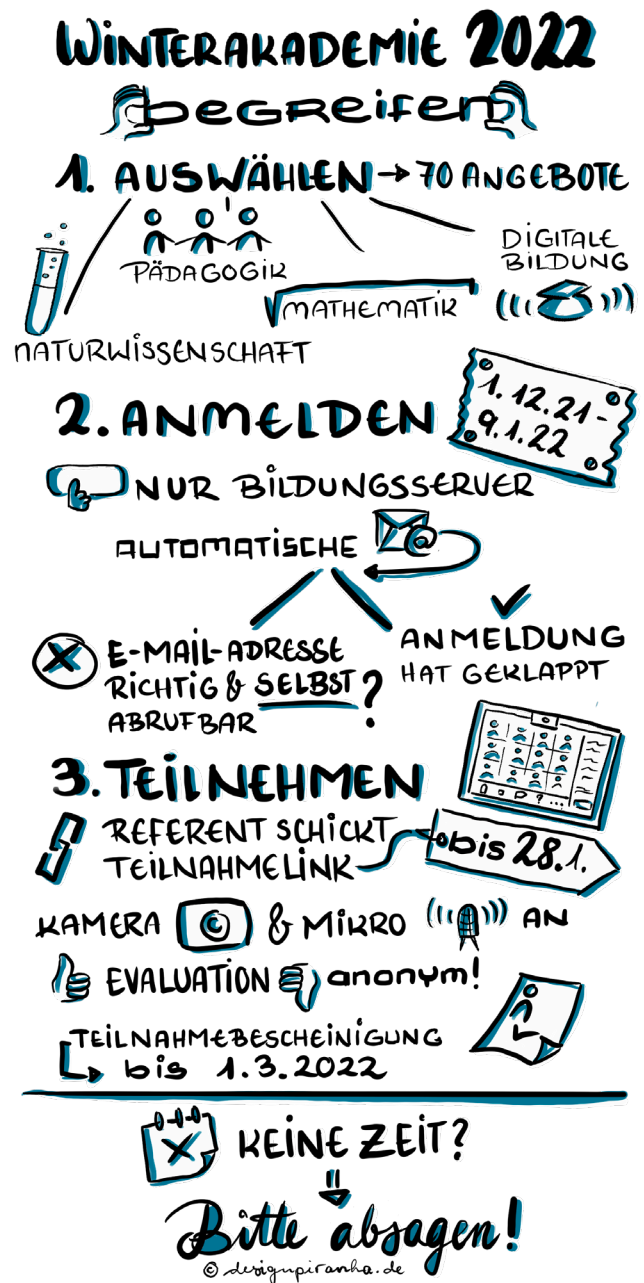 WINTERAKADEMIE 2022
begreifen
1. AUSWÄHLEN → 70 ANGEBOTE
PÄDAGOGIK
DIGITALE
BILDUNG
MATHEMATIK
NATURWISSENSCHAFT
2. ANMELDEN
1.12.21-
9.1.22
NUR BILDUNGSSERVER
AUTOMATISCHE @
E-MAIL-ADRESSE
RICHTIG & SELBST ?
ABRUFBAR
ANMELDUNG
HAT GEKLAPPT
3. TEILNEHMEN
REFERENT SCHICKT
TEILNAHMELINK
bis 28.1.
KAMERA & MIKRO AN
EVALUATION anonym!
TEILNAHMEBESCHEINIGUNG
bis 1.3.2022
KEINE ZEIT?
Bitte absagen!
© designpiranha.de